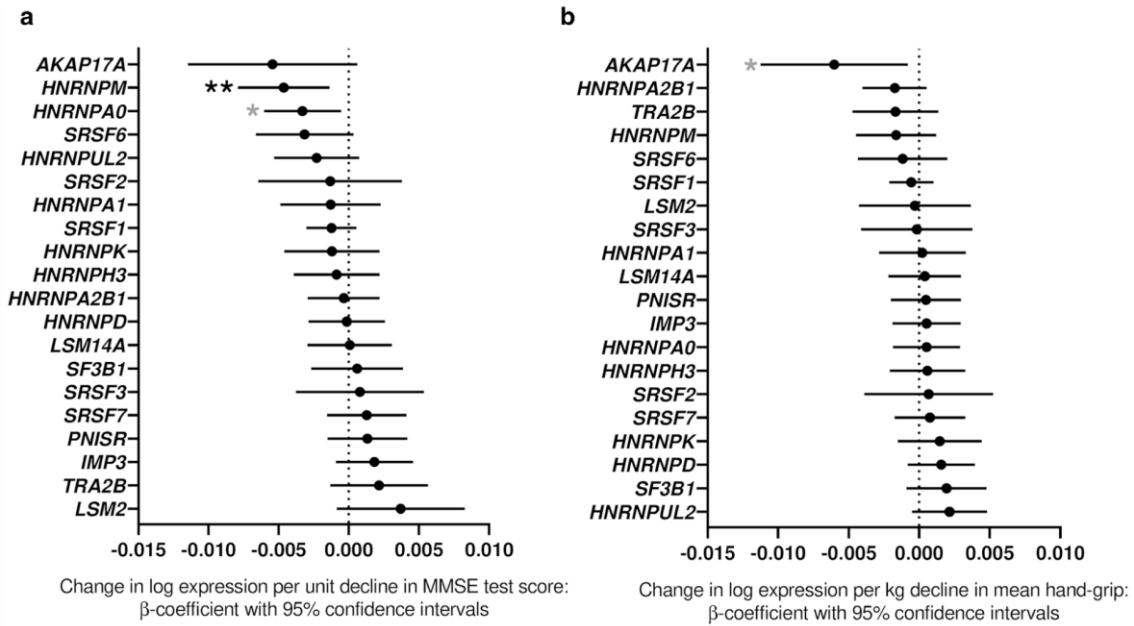 a
AKAP17A
**
HNRNPM
*
HNRNPA0
SRSF6
HNRNPUL2
SRSF2
HNRNPA1
SRSF1
HNRNPK
HNRNPH3
HNRNPA2B1
HNRNPD
LSM14A
SF3B1
SRSF3
SRSF7
PNISR
IMP3
TRA2B
LSM2
-0.015 -0.010 -0.005 0.000 0.005 0.010
Change in log expression per unit decline in MMSE test score:
β-coefficient with 95% confidence intervals
b
AKAP17A
*
HNRNPA2B1
TRA2B
HNRNPM
SRSF6
SRSF1
LSM2
SRSF3
HNRNPA1
LSM14A
PNISR
IMP3
HNRNPA0
HNRNPH3
SRSF2
SRSF7
HNRNPK
HNRNPD
SF3B1
HNRNPUL2
-0.015 -0.010 -0.005 0.000 0.005 0.010
Change in log expression per kg decline in mean hand-grip:
β-coefficient with 95% confidence intervals